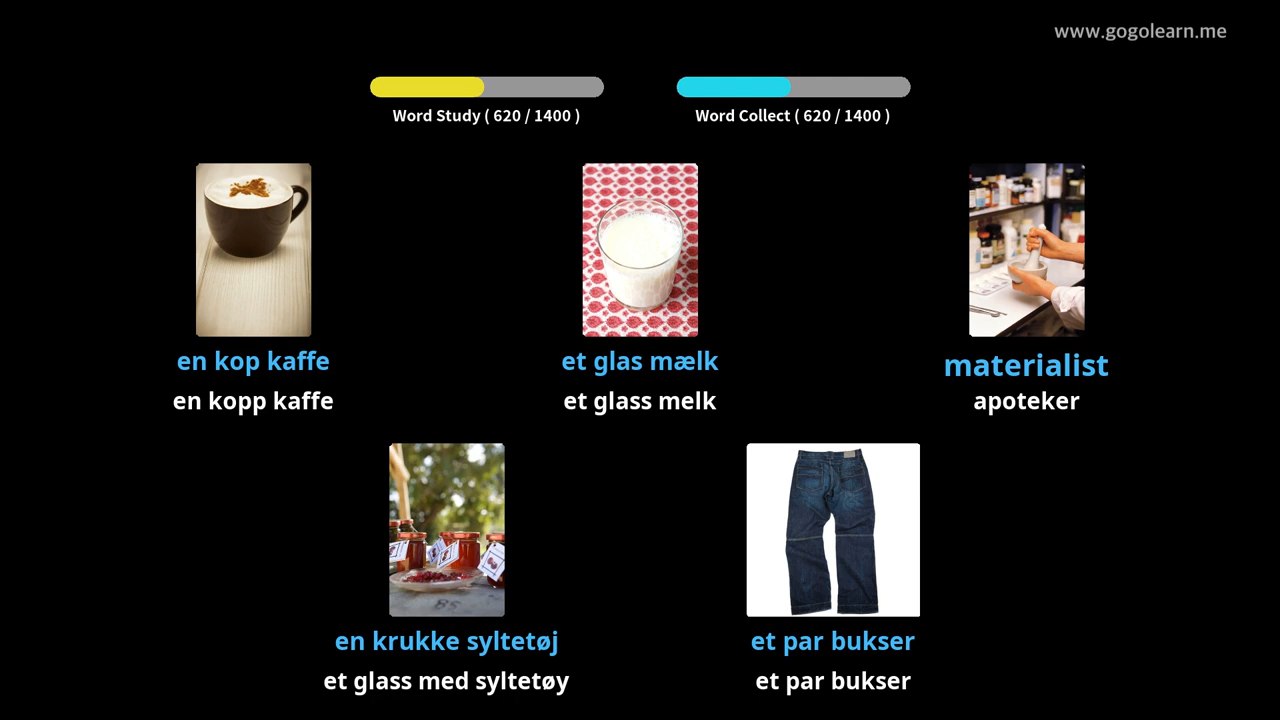 www.gogolearn.me
Word Study ( 620 / 1400 )
Word Collect ( 620 / 1400 )
en kop kaffe
en kopp kaffe
et glas mælk
et glass melk
materialist
apoteker
en krukke syltetøj
et glass med syltetøy
et par bukser
et par bukser